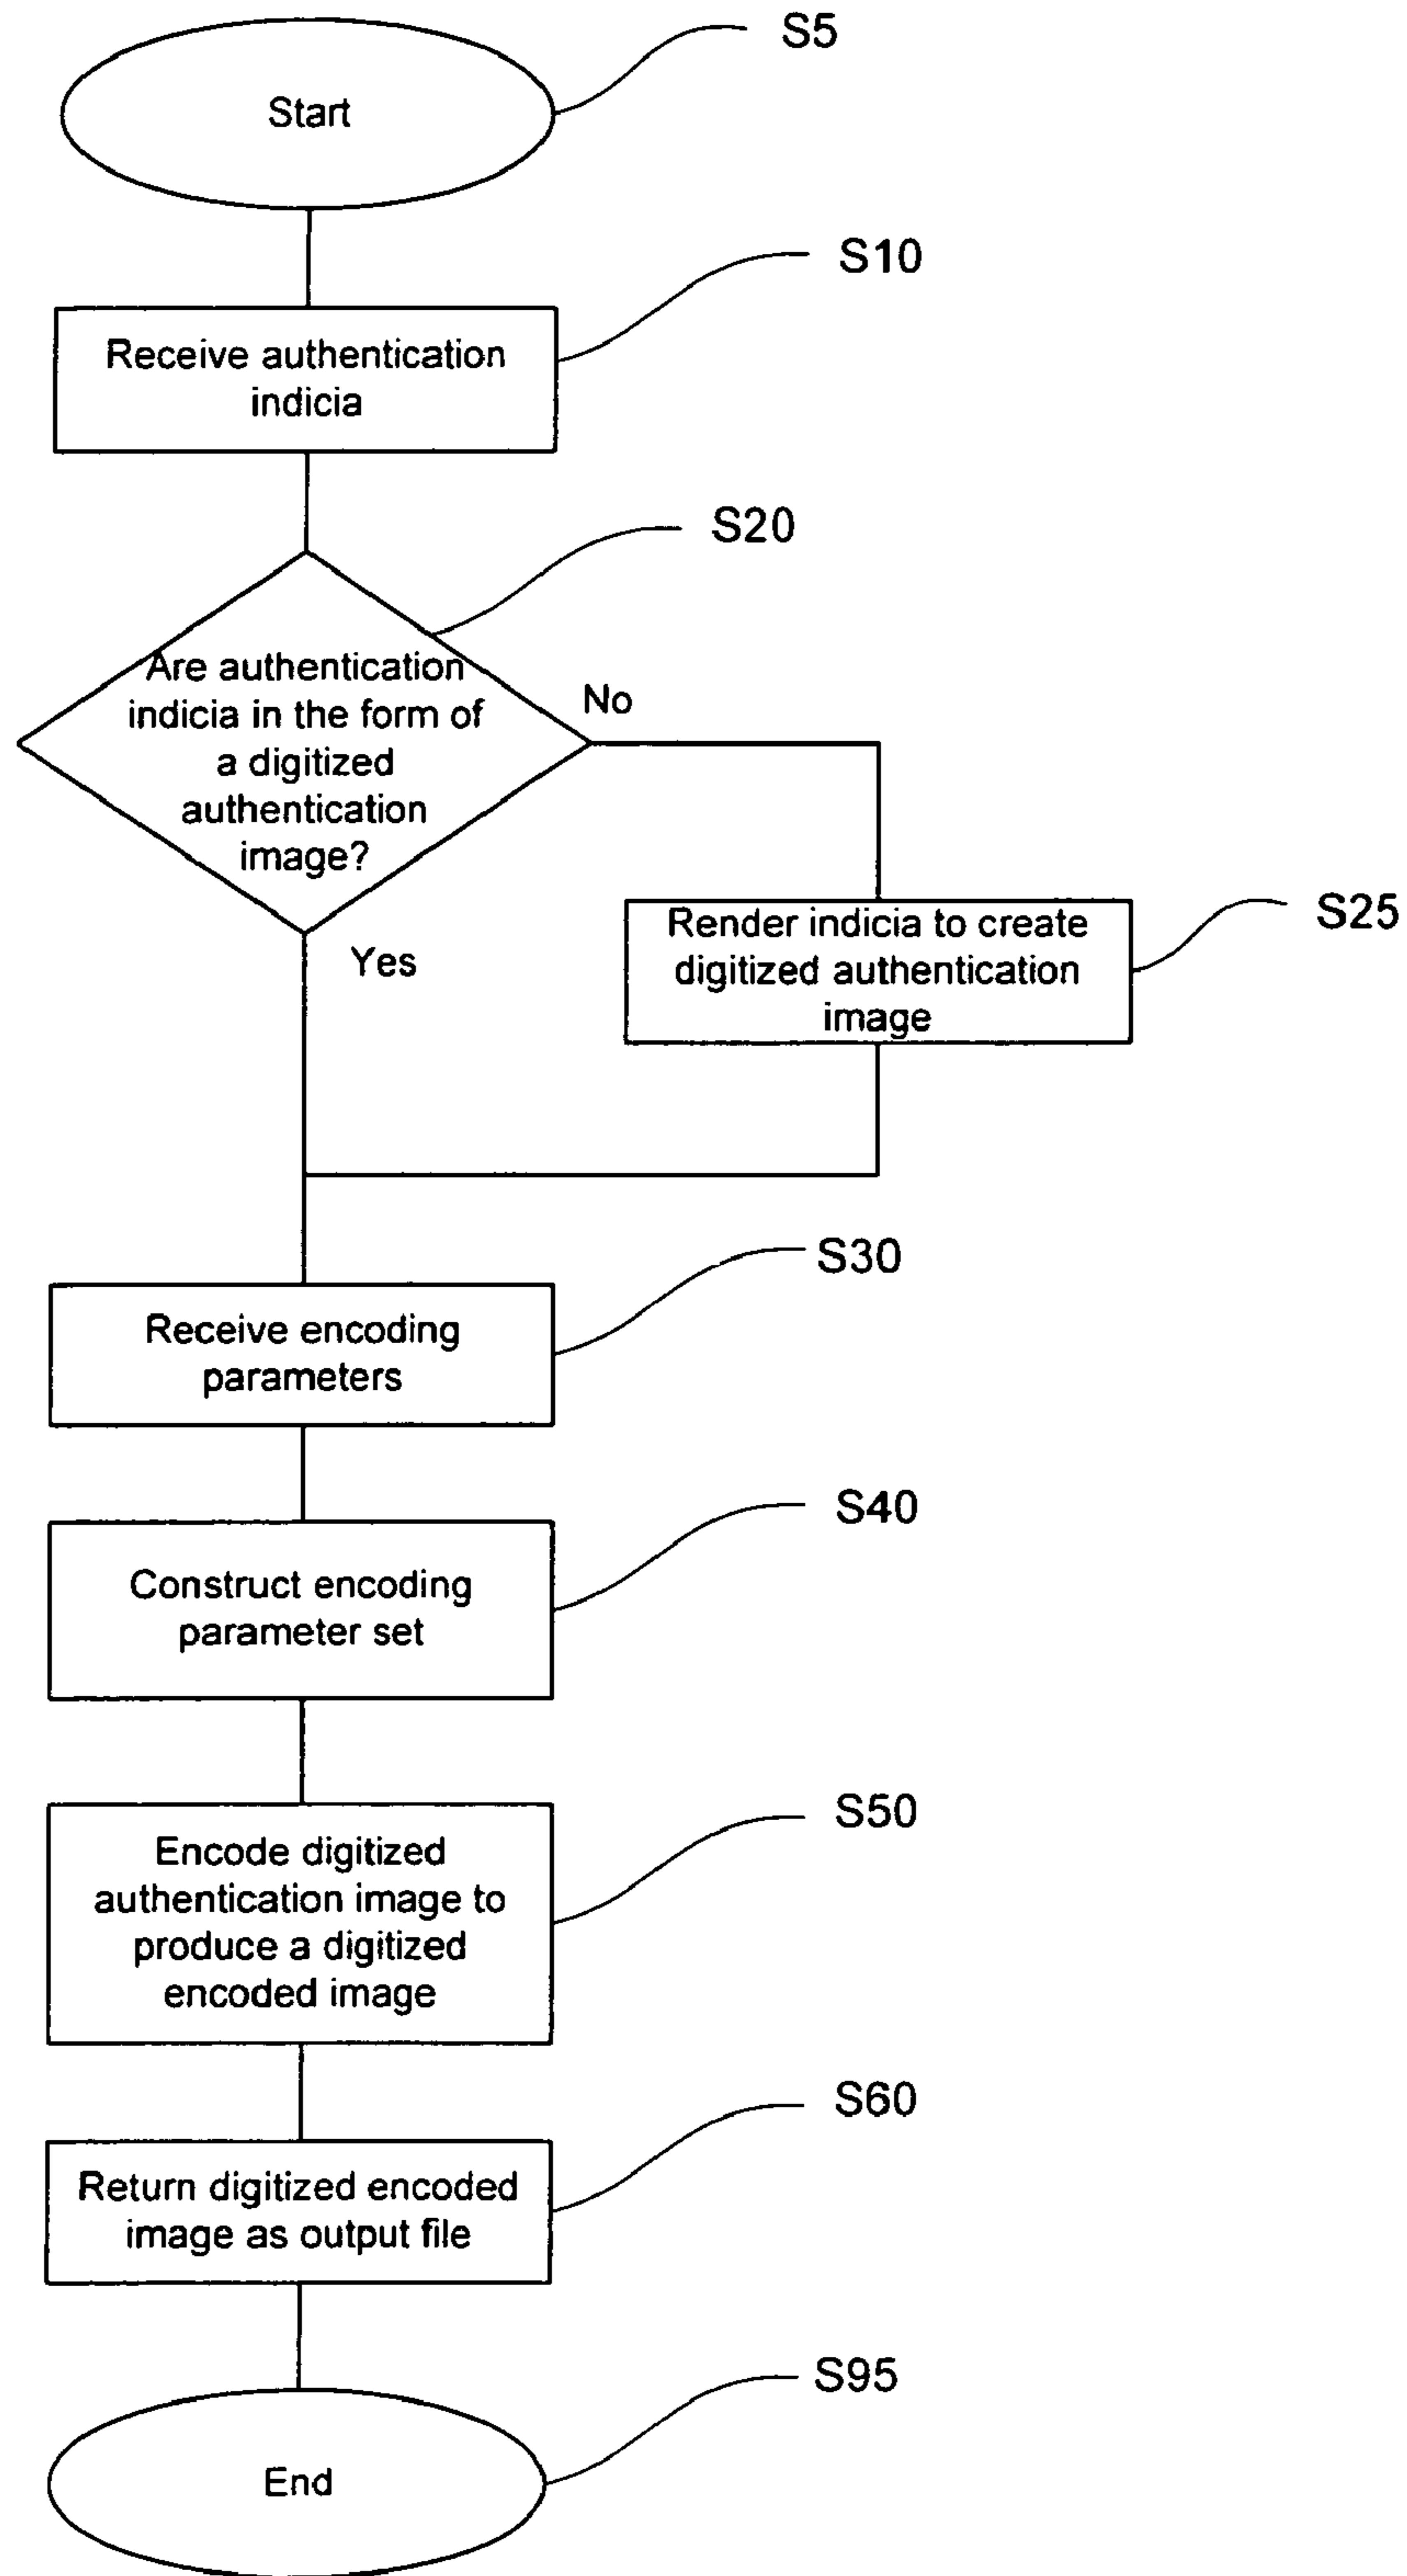 S5
Start
S10
Receive authentication
indicia
S20
Are authentication
indicia in the form of
a digitized
authentication
image?
No
Yes
S25
Render indicia to create
digitized authentication
image
S30
Receive encoding
parameters
S40
Construct encoding
parameter set
S50
Encode digitized
authentication image to
produce a digitized
encoded image
S60
Return digitized encoded
image as output file
S95
End